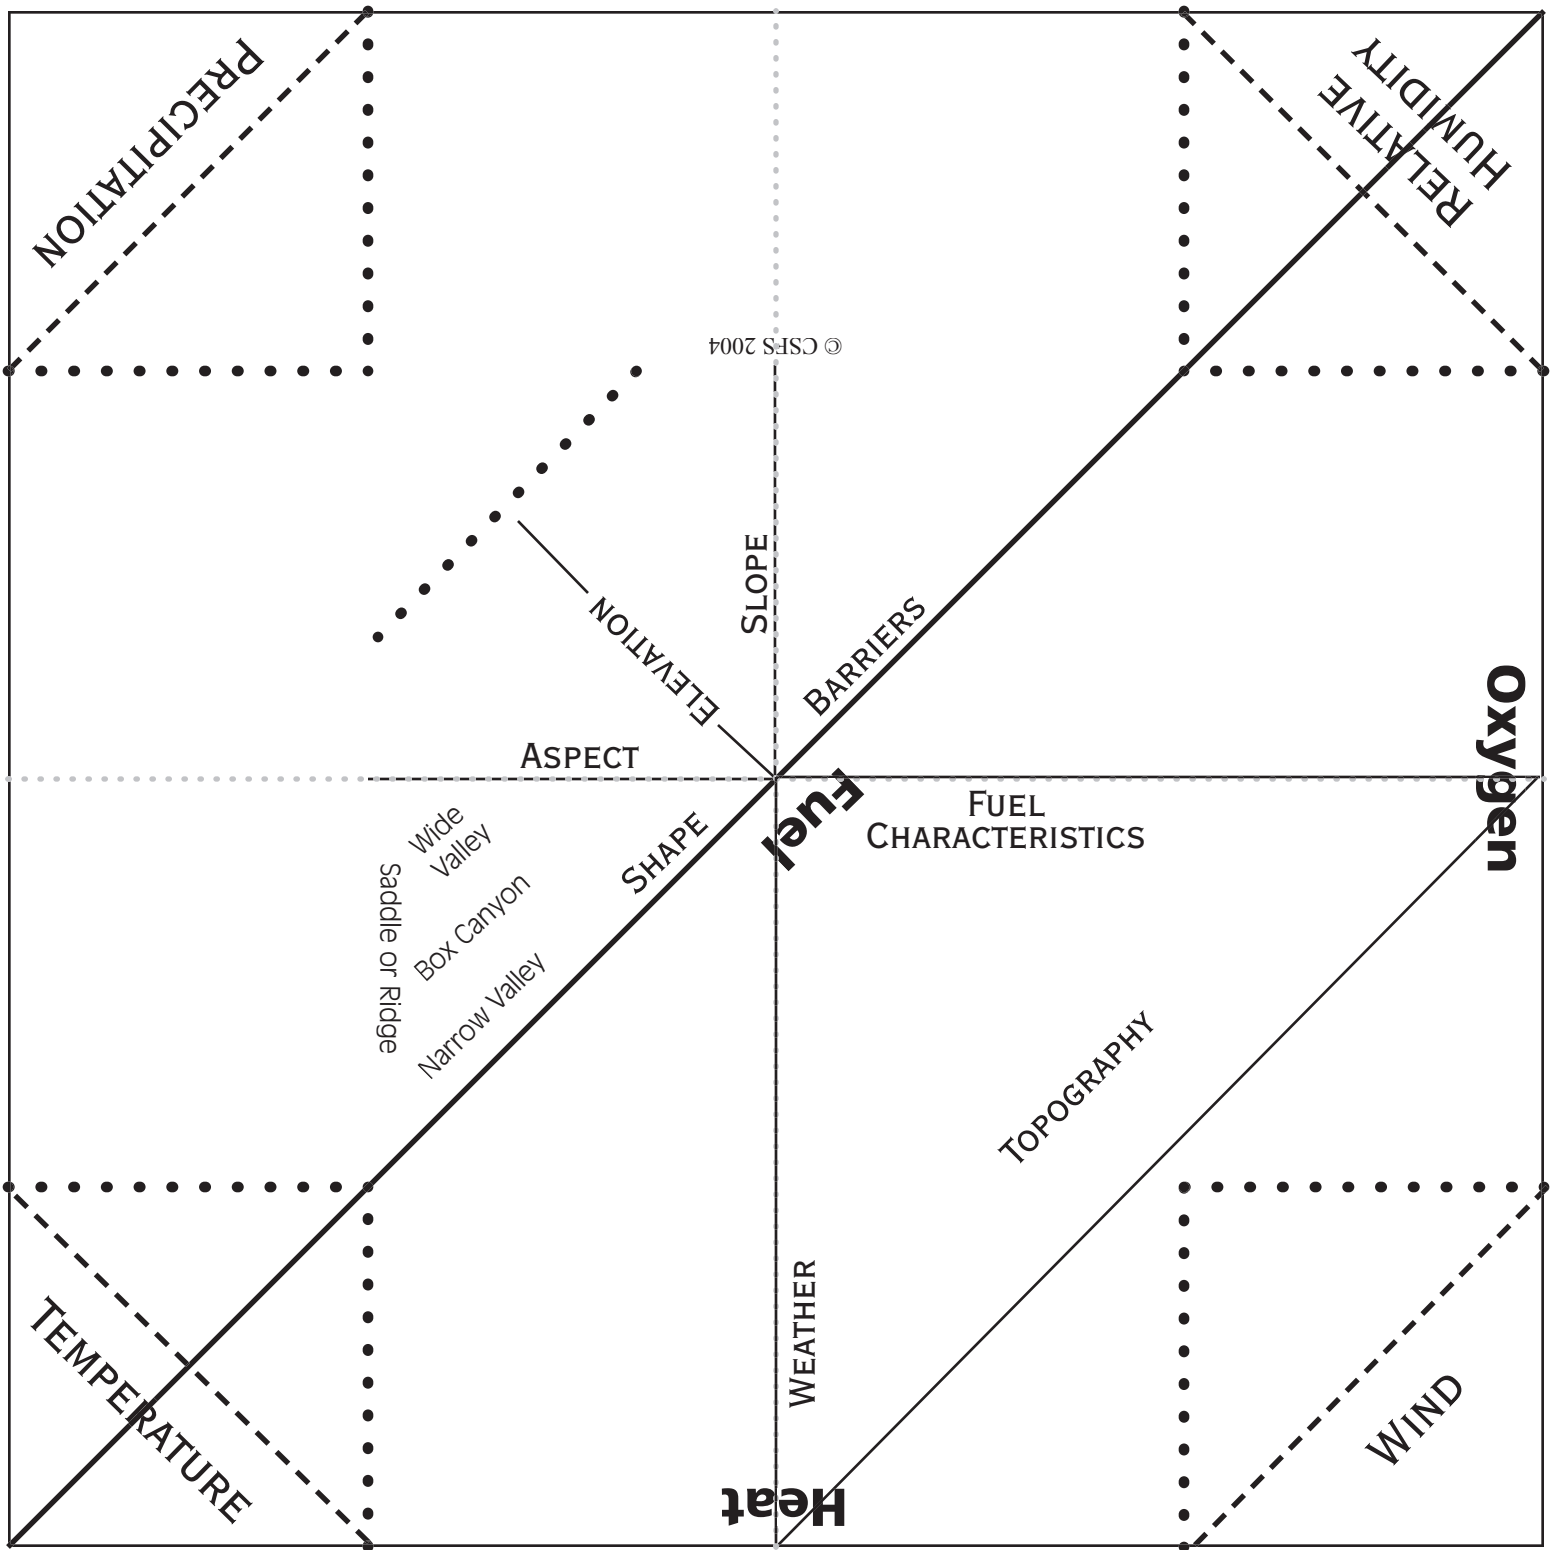 PRECIPITATION
RELATIVE
HUMIDITY
© CSFS 2004
SLOPE
ELEVATION
BARRIERS
ASPECT
Oxygen
Fuel
FUEL
CHARACTERISTICS
SHAPE
Wide
Valley
Saddle or Ridge
Box Canyon
Narrow Valley
TOPOGRAPHY
WEATHER
TEMPERATURE
WIND
Heat